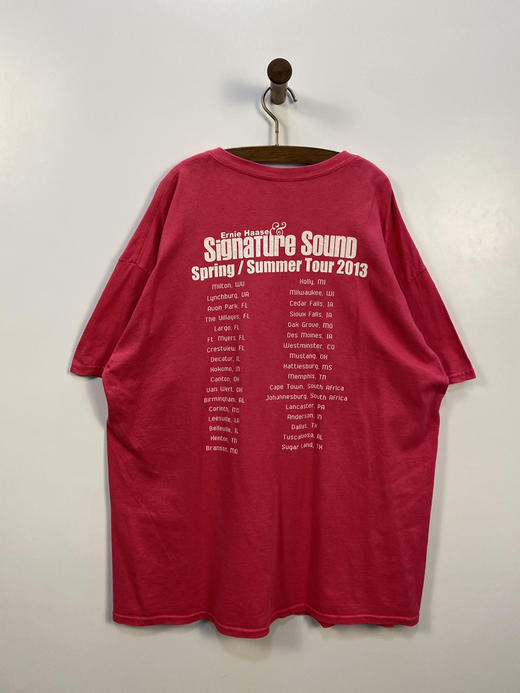 Ernie Haase &
Signature Sound
Spring / Summer Tour 2013
Milton, WV
Lynchburg, VA
Avon Park, FL
The Villages, FL
Largo, FL
Ft. Myers, FL
Crestview, FL
Decatur, IL
Kokomo, IN
Canton, OH
Van Wert, OH
Birmingham, AL
Corinth, MS
Leesville, LA
Belleville, IL
Henton, TN
Branson, MO
Holly, MI
Milwaukee, WI
Cedar Falls, IA
Sioux Falls, IA
Oak Grove, MO
Des Moines, IA
Westminster, CO
Mustang, OK
Hattiesburg, MS
Memphis, TN
Cape Town, South Africa
Johannesburg, South Africa
Lancaster, PA
Anderson, IN
Dallas, TX
Tuscaloosa, AL
Sugar Land, TX